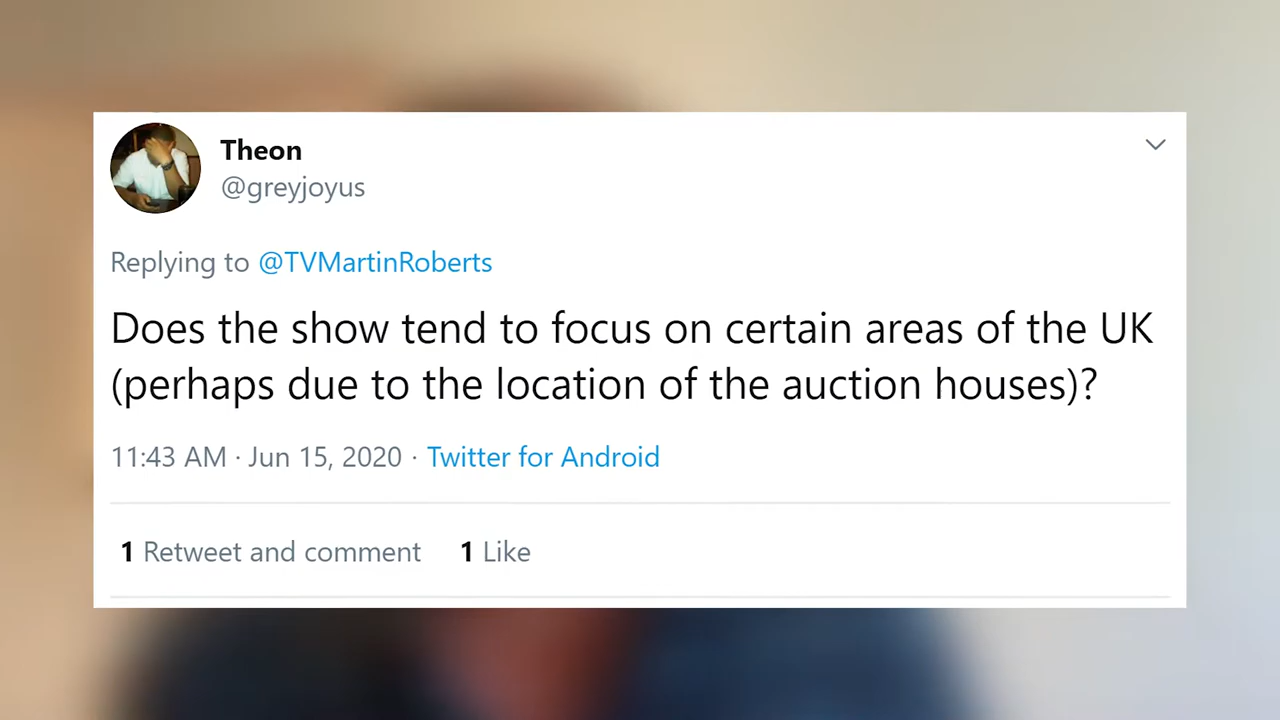 Theon
@greyjoyus
Replying to @TVMartinRoberts
Does the show tend to focus on certain areas of the UK
(perhaps due to the location of the auction houses)?
11:43 AM · Jun 15, 2020 · Twitter for Android
1 Retweet and comment 1 Like